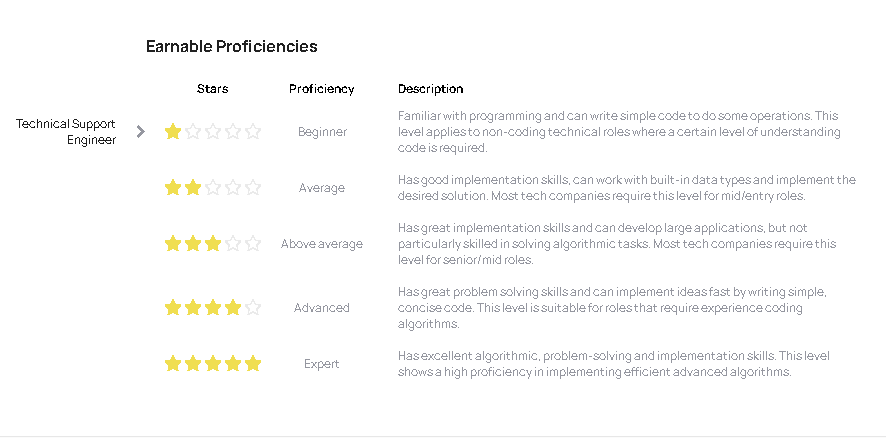 Earnable Proficiencies
Stars Proficiency Description
Technical Support
Engineer
Beginner
Familiar with programming and can write simple code to do some operations. This
level applies to non-coding technical roles where a certain level of understanding
code is required.
Average
Has good implementation skills, can work with built-in data types and implement the
desired solution. Most tech companies require this level for mid/entry roles.
Above average
Has great implementation skills and can develop large applications, but not
particularly skilled in solving algorithmic tasks. Most tech companies require this
level for senior/mid roles.
Advanced
Has great problem solving skills and can implement ideas fast by writing simple,
concise code. This level is suitable for roles that require experience coding
algorithms.
Expert
Has excellent algorithmic, problem-solving and implementation skills. This level
shows a high proficiency in implementing efficient advanced algorithms.